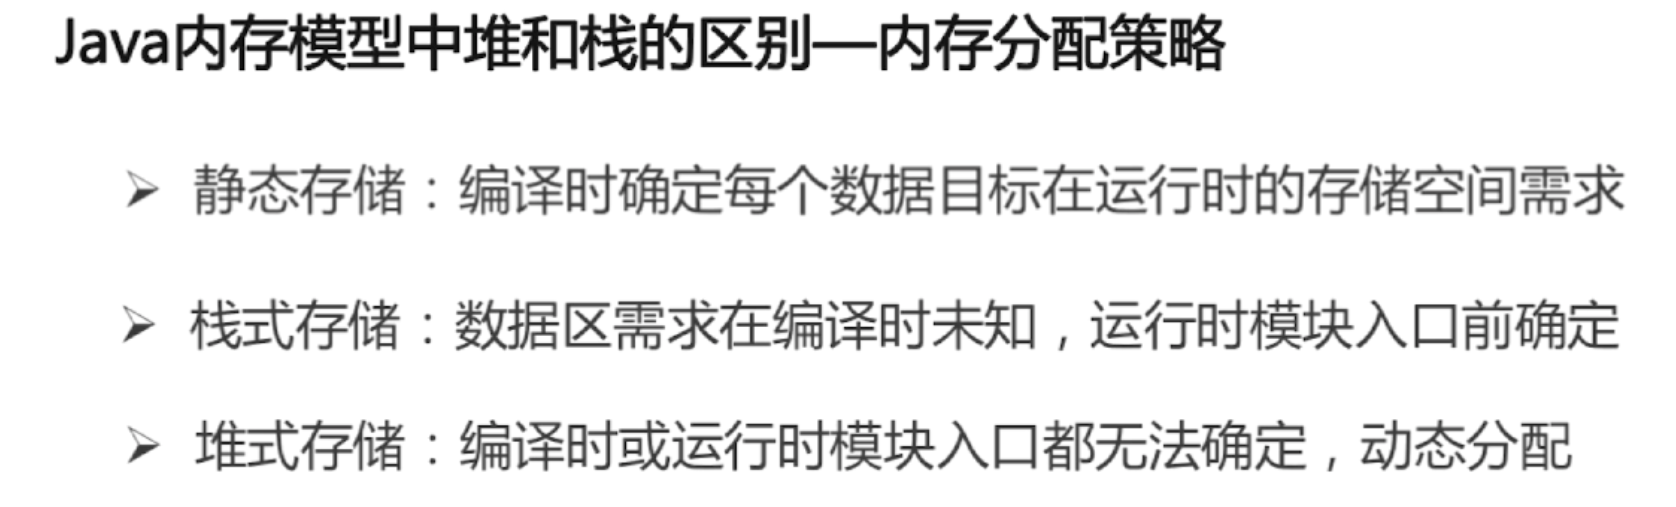 Java内存模型中堆和栈的区别—内存分配策略
➢ 静态存储：编译时确定每个数据目标在运行时的存储空间需求
➢ 栈式存储：数据区需求在编译时未知，运行时模块入口前确定
➢ 堆式存储：编译时或运行时模块入口都无法确定，动态分配